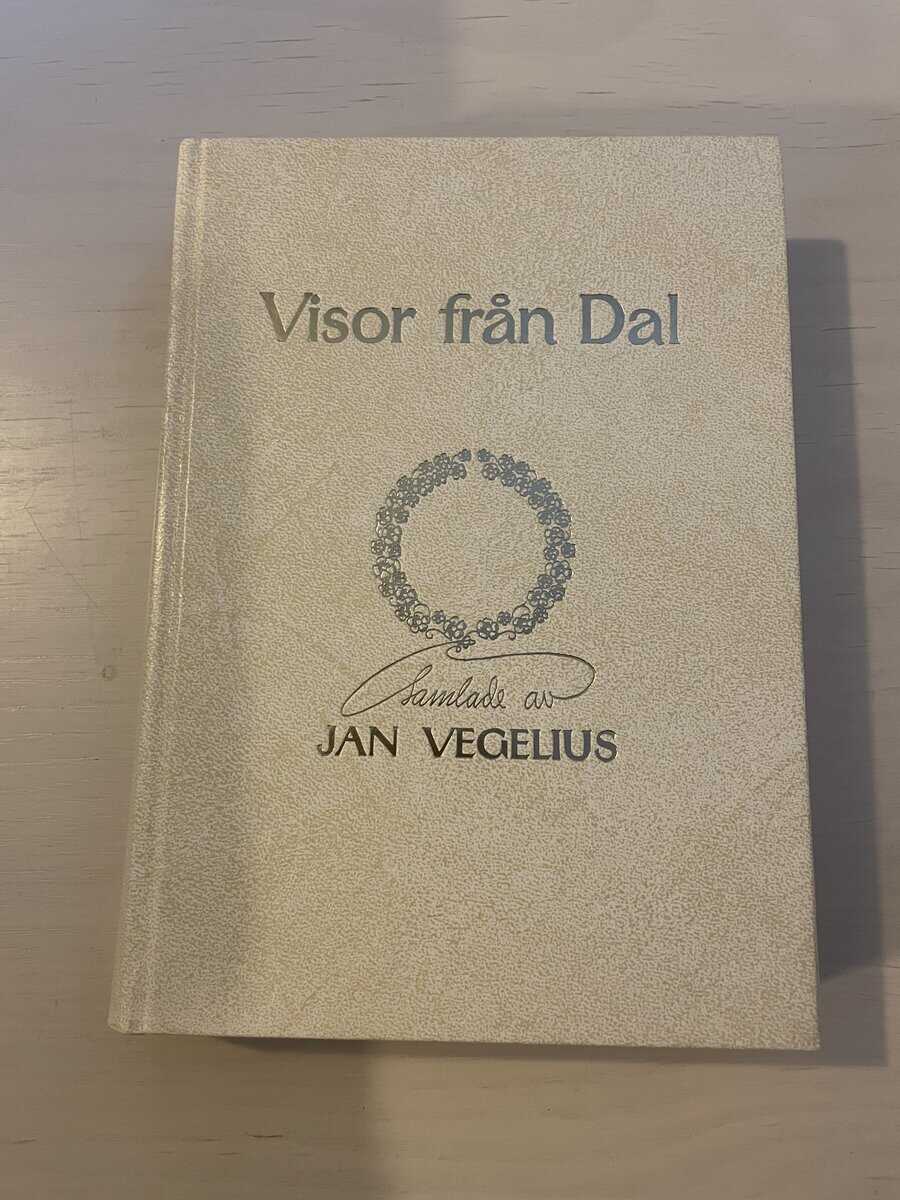 Visor från Dal
Samlade av
JAN VEGELIUS